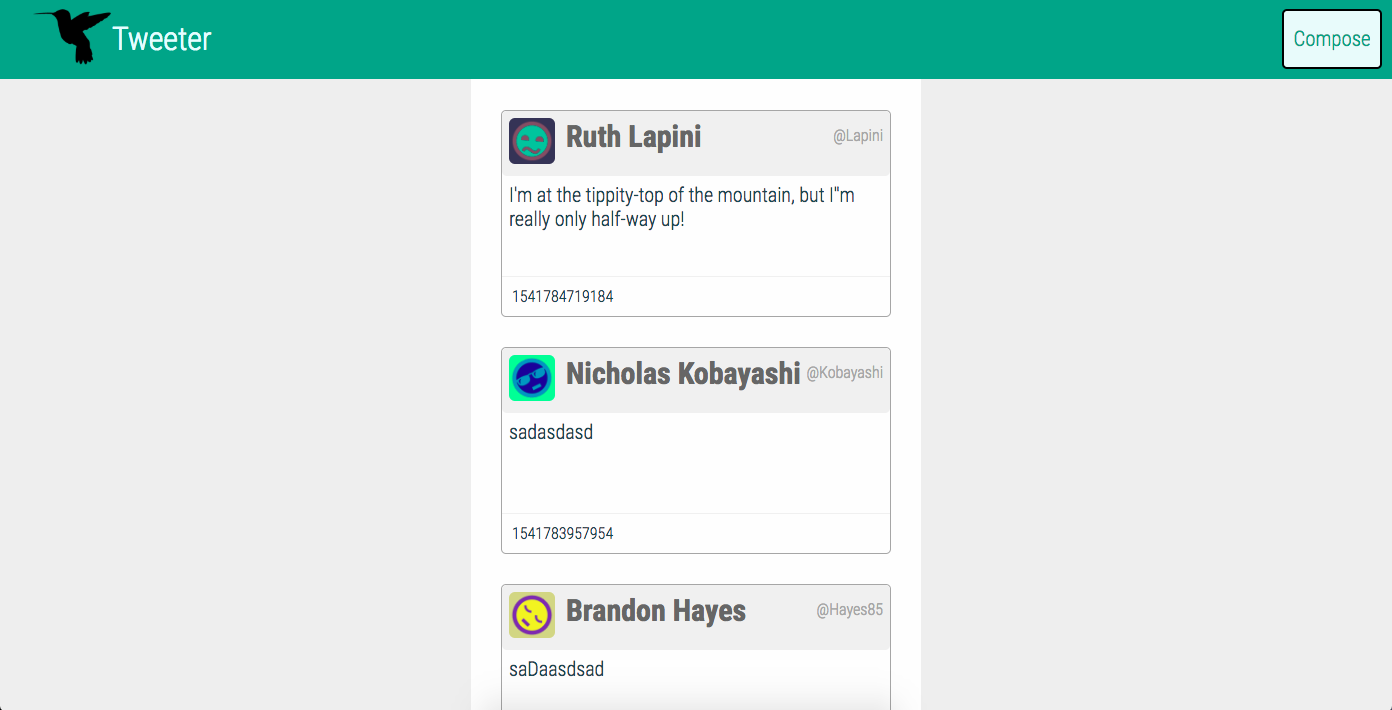 Tweeter
Compose
Ruth Lapini
@Lapini
I'm at the tippity-top of the mountain, but I"m
really only half-way up!
1541784719184
Nicholas Kobayashi
@Kobayashi
sadasdasd
1541783957954
Brandon Hayes
@Hayes85
saDaasdsad